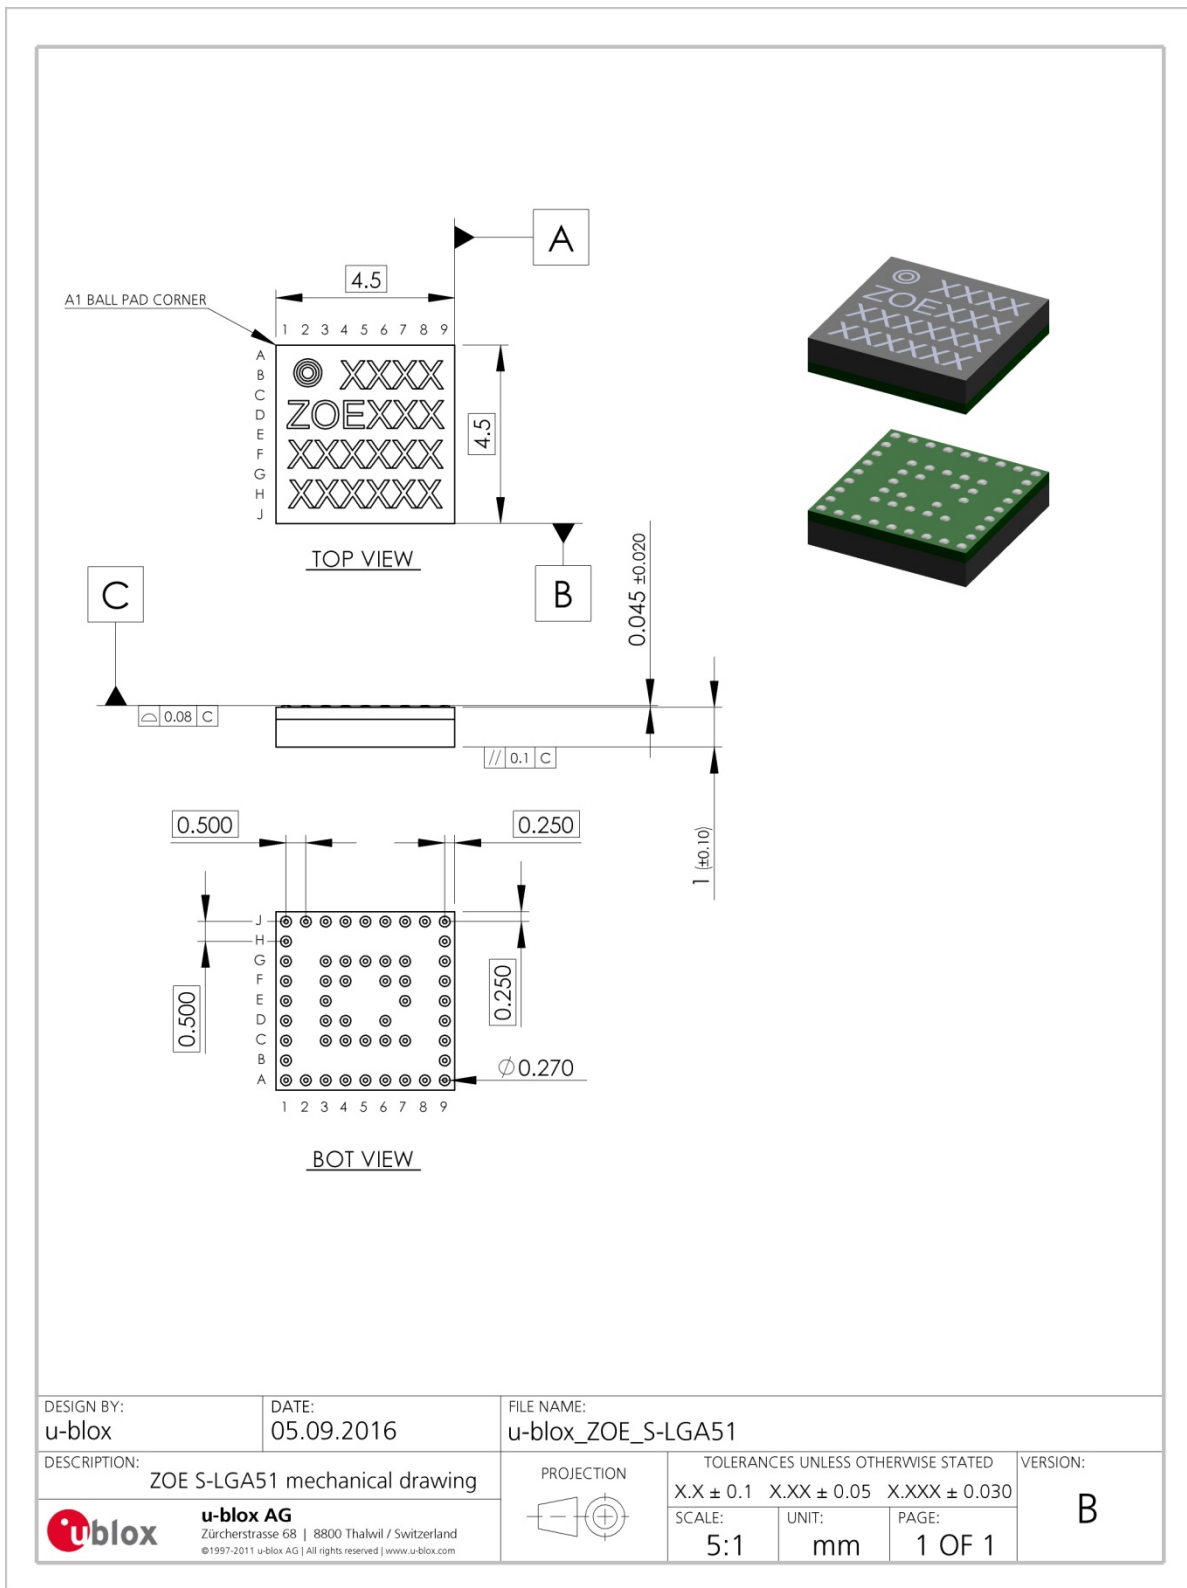 A
4.5
A1 BALL PAD CORNER
1 2 3 4 5 6 7 8 9
A
B
C
D
E
F
G
H
J
XXXX
ZOEXXX
XXXXXX
XXXXXX
4.5
TOP VIEW
B
XXXX
ZOEXXX
XXXXXX
XXXXXX
C
0.045 ±0.020
0.08 C
// 0.1 C
1 (±0.10)
0.500
0.250
J
H
G
F
E
D
C
B
A
0.500
0.250
Ø0.270
1 2 3 4 5 6 7 8 9
BOT VIEW
DESIGN BY:
u-blox
DATE:
05.09.2016
FILE NAME:
u-blox_ZOE_S-LGA51
DESCRIPTION:
ZOE S-LGA51 mechanical drawing
PROJECTION
TOLERANCES UNLESS OTHERWISE STATED
X.X ± 0.1 X.XX ± 0.05 X.XXX ± 0.030
VERSION:
B
ublox
u-blox AG
Zürcherstrasse 68 | 8800 Thalwil / Switzerland
©1997-2011 u-blox AG | All rights reserved | www.u-blox.com
SCALE:
5:1
UNIT:
mm
PAGE:
1 OF 1